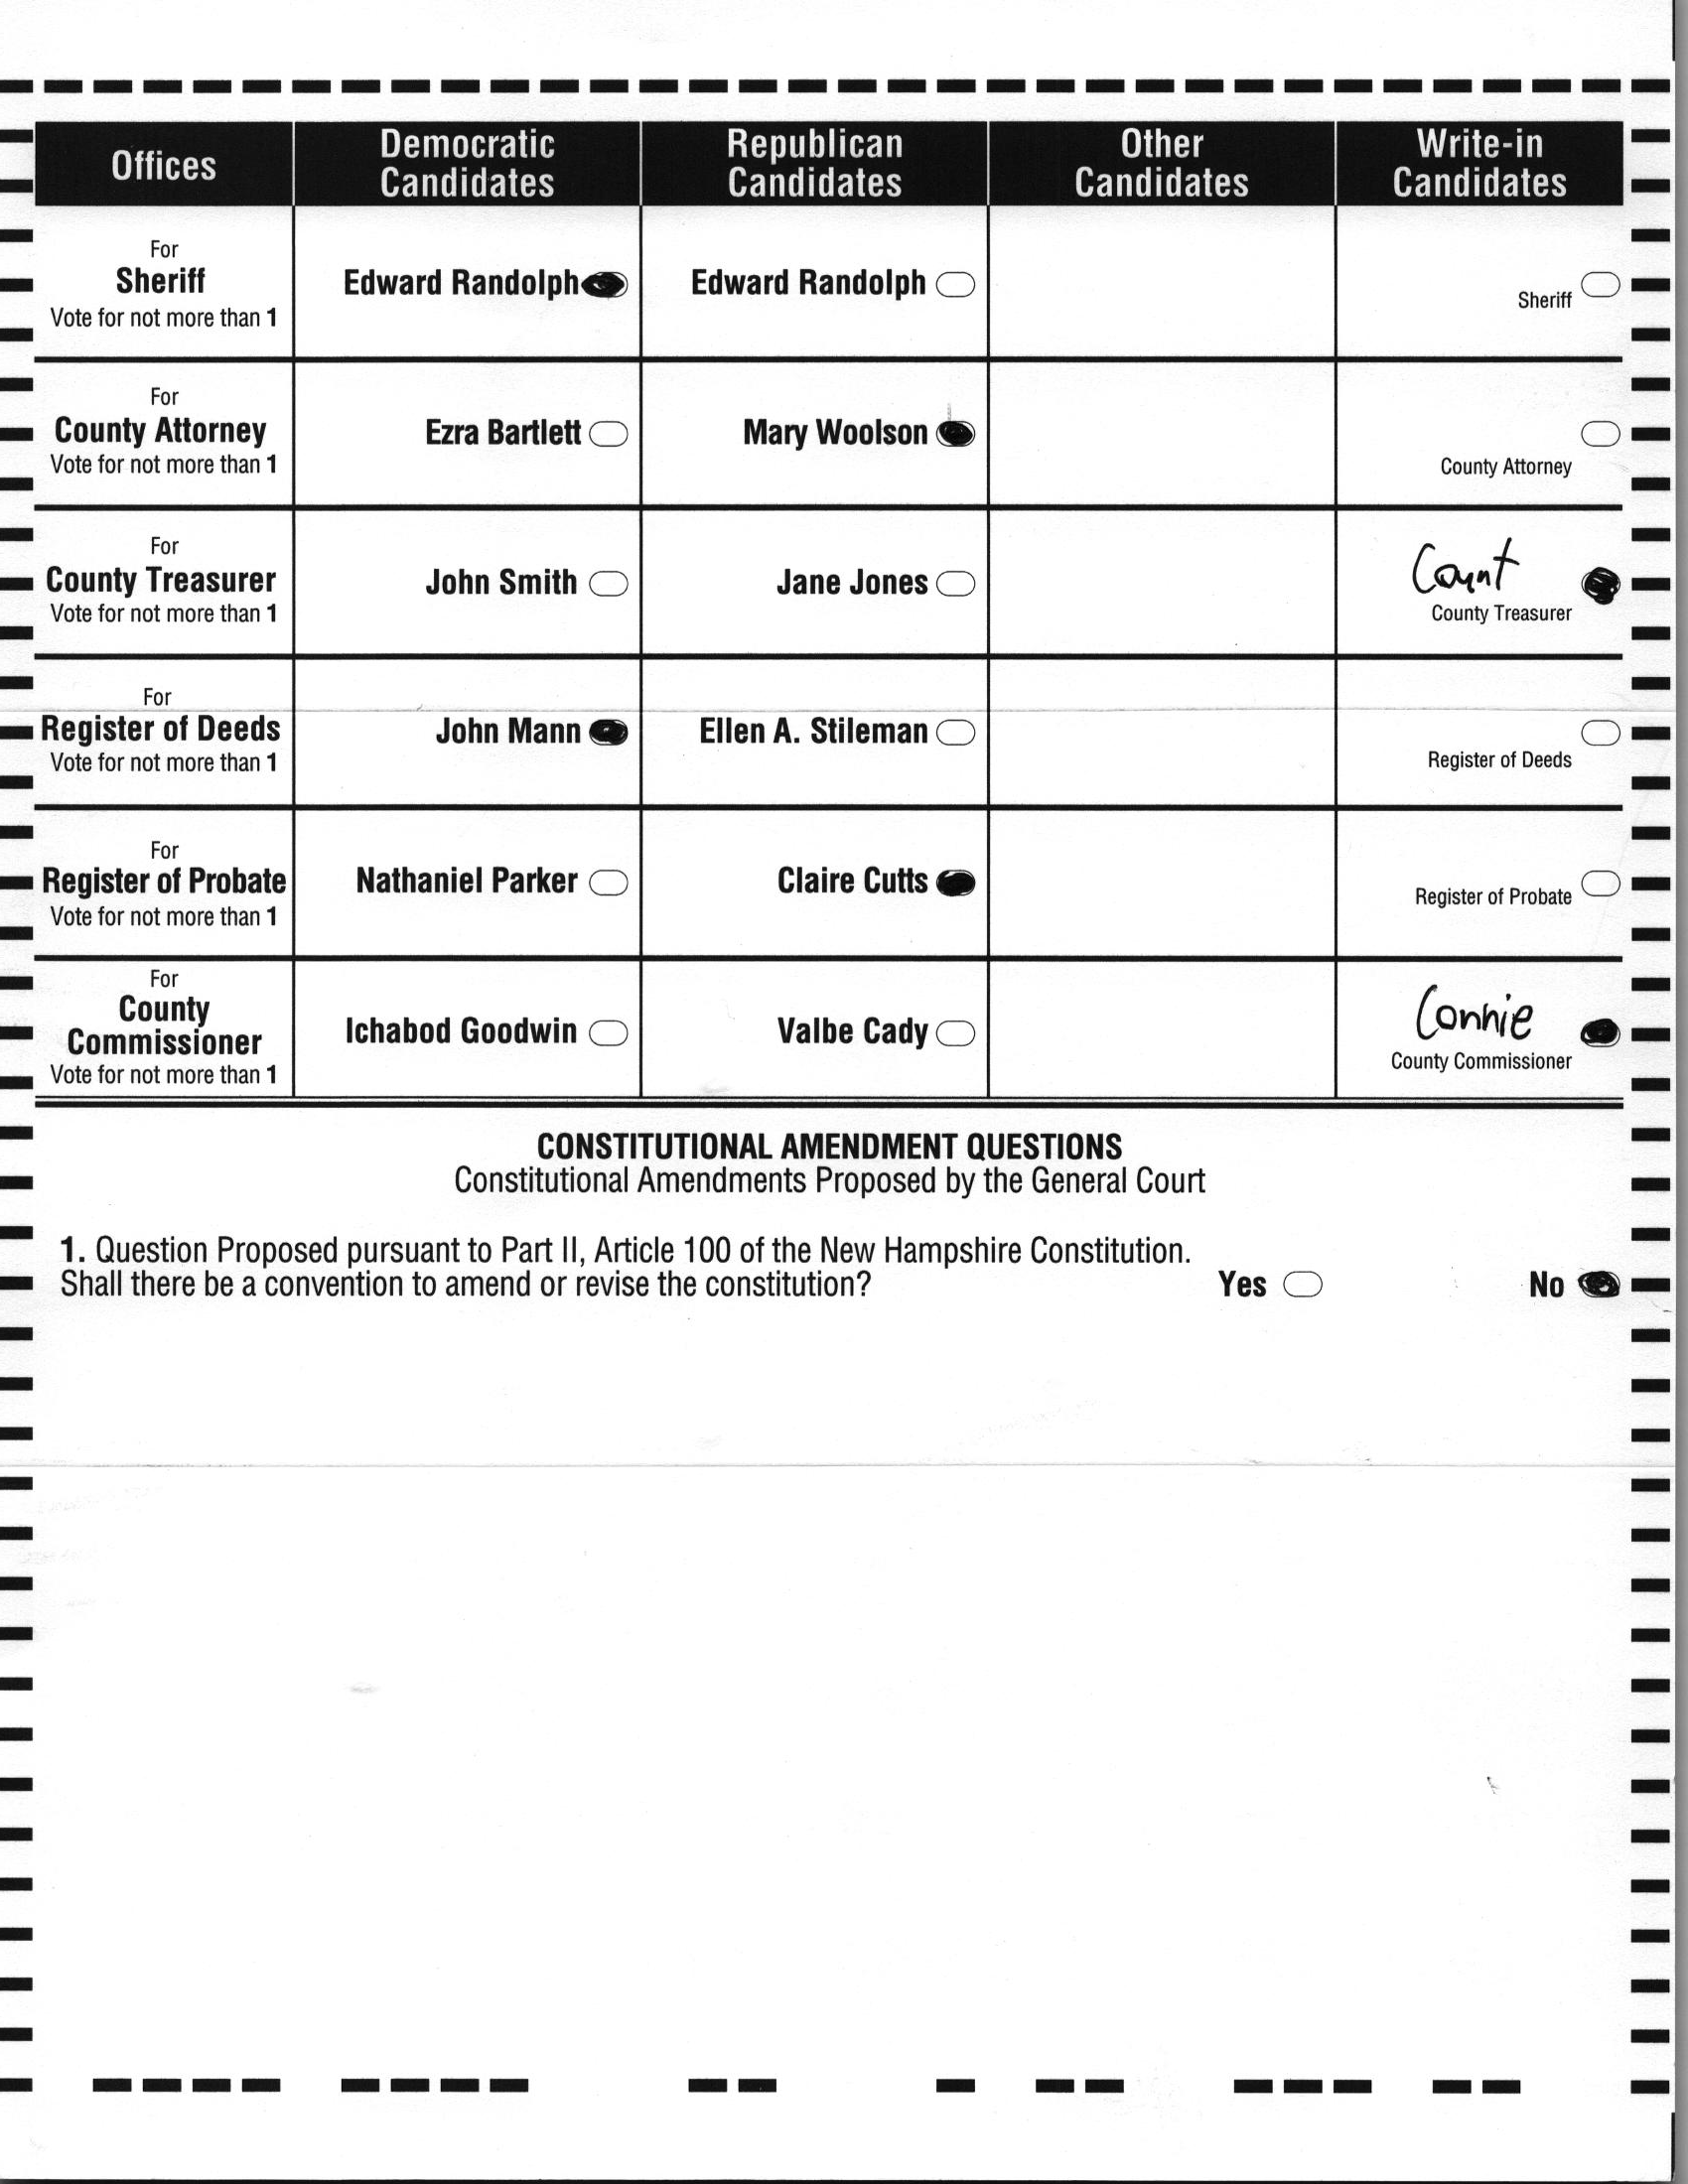 Offices
Democratic
Candidates
Republican
Candidates
Other
Candidates
Write-in
Candidates
For
Sheriff
Vote for not more than 1
Edward Randolph
Edward Randolph
Sheriff
For
County Attorney
Vote for not more than 1
Ezra Bartlett
Mary Woolson
County Attorney
For
County Treasurer
Vote for not more than 1
John Smith
Jane Jones
Count
County Treasurer
For
Register of Deeds
Vote for not more than 1
John Mann
Ellen A. Stileman
Register of Deeds
For
Register of Probate
Vote for not more than 1
Nathaniel Parker
Claire Cutts
Register of Probate
For
County
Commissioner
Vote for not more than 1
Ichabod Goodwin
Valbe Cady
Connie
County Commissioner
CONSTITUTIONAL AMENDMENT QUESTIONS
Constitutional Amendments Proposed by the General Court
1. Question Proposed pursuant to Part II, Article 100 of the New Hampshire Constitution.
Shall there be a convention to amend or revise the constitution?
Yes
No